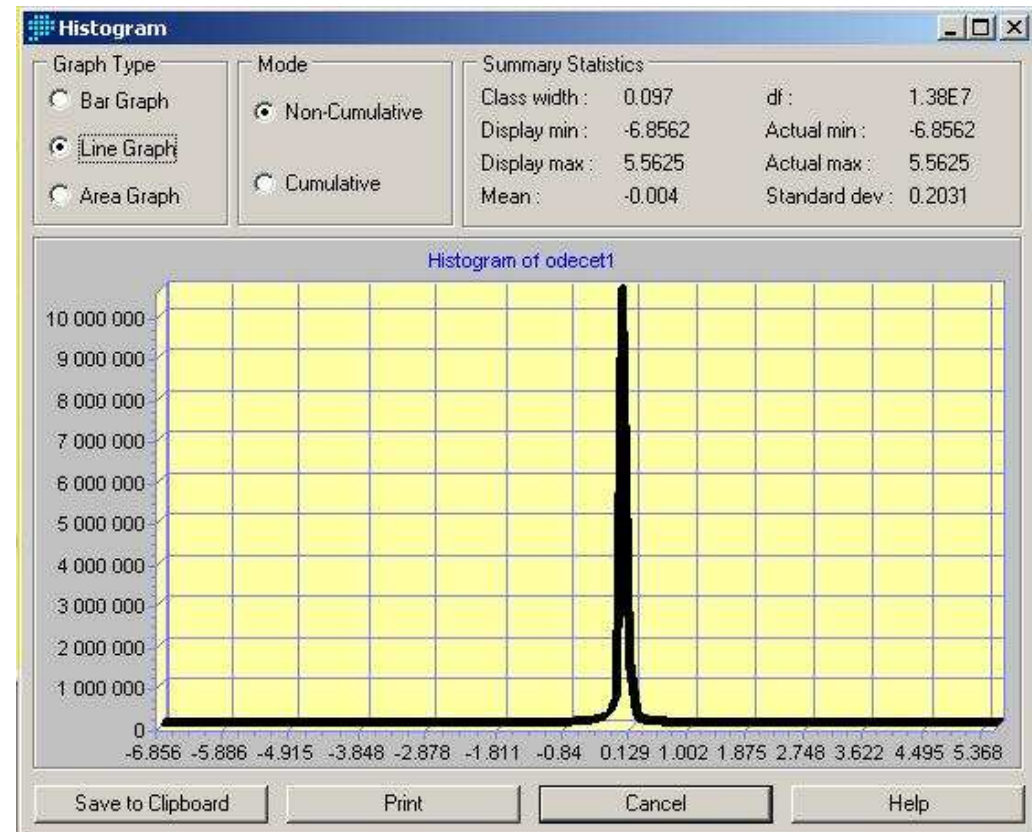 Histogram
Graph Type
Bar Graph
Line Graph
Area Graph
Mode
Non-Cumulative
Cumulative
Summary Statistics
Class width : 0.097 df : 1.38E7
Display min : -6.8562 Actual min : -6.8562
Display max : 5.5625 Actual max : 5.5625
Mean : -0.004 Standard dev : 0.2031
Histogram of odecet1
10 000 000
9 000 000
8 000 000
7 000 000
6 000 000
5 000 000
4 000 000
3 000 000
2 000 000
1 000 000
0
-6.856 -5.886 -4.915 -3.848 -2.878 -1.811 -0.84 0.129 1.002 1.875 2.748 3.622 4.495 5.368
Save to Clipboard Print Cancel Help